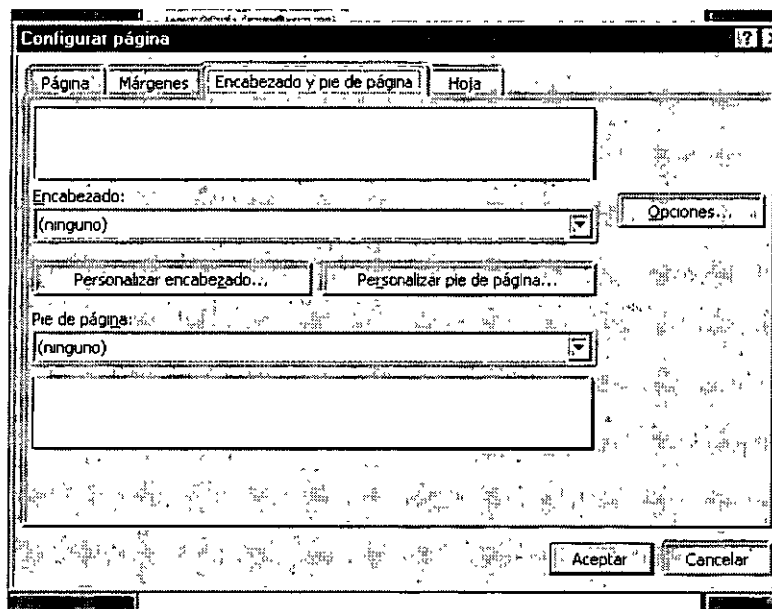 Configurar página
Página Márgenes Encabezado y pie de página Hoja
Encabezado:
(ninguno)
Opciones...
Personalizar encabezado... Personalizar pie de página...
Pie de página:
(ninguno)
Aceptar Cancelar